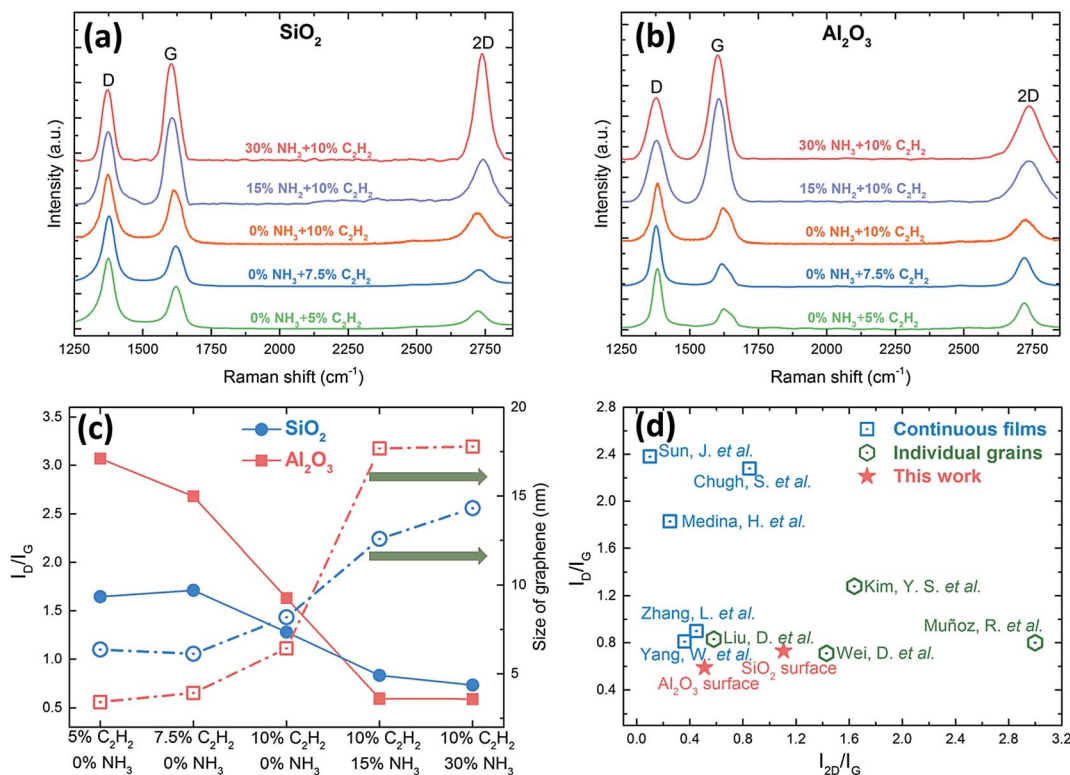 (a)
SiO₂
D
G
2D
30% NH₃+10% C₂H₂
15% NH₂+10% C₂H₂
0% NH₃+10% C₂H₂
0% NH₃+7.5% C₂H₂
0% NH₃+5% C₂H₂
Intensity (a.u.)
1250 1500 1750 2000 2250 2500 2750
Raman shift (cm⁻¹)
(b)
Al₂O₃
D
G
2D
30% NH₃+10% C₂H₂
15% NH₂+10% C₂H₂
0% NH₃+10% C₂H₂
0% NH₃+7.5% C₂H₂
0% NH₃+5% C₂H₂
Intensity (a.u.)
1250 1500 1750 2000 2250 2500 2750
Raman shift (cm⁻¹)
(c)
SiO₂
Al₂O₃
I_D/I_G
3.5
3.0
2.5
2.0
1.5
1.0
0.5
Size of graphene (nm)
20
15
10
5
5% C₂H₂ 7.5% C₂H₂ 10% C₂H₂ 10% C₂H₂ 10% C₂H₂
0% NH₃ 0% NH₃ 0% NH₃ 15% NH₃ 30% NH₃
(d)
Continuous films
Individual grains
This work
Sun, J. et al.
Chugh, S. et al.
Medina, H. et al.
Kim, Y. S. et al.
Zhang, L. et al.
Muñoz, R. et al.
Liu, D. et al.
Yang, W. et al.
Wei, D. et al.
SiO₂ surface
Al₂O₃ surface
I_D/I_G
2.8
2.4
2.0
1.6
1.2
0.8
0.4
0.0 0.4 0.8 1.2 1.6 2.0 2.4 2.8 3.2
I_2D/I_G